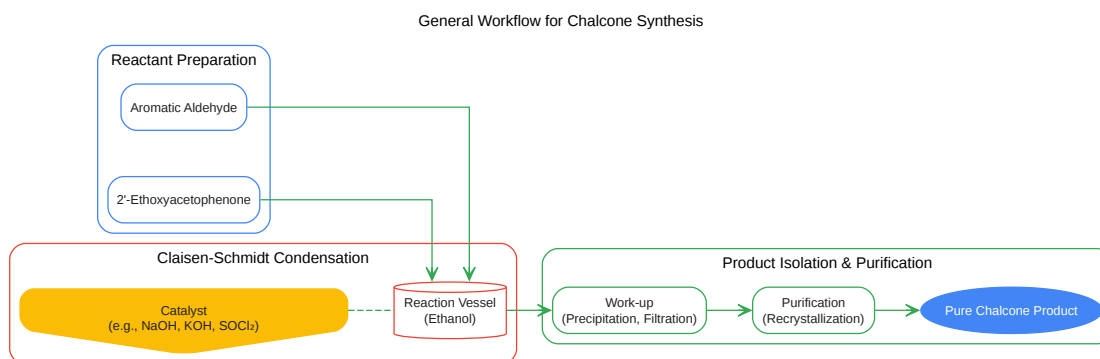 General Workflow for Chalcone Synthesis
Reactant Preparation
Aromatic Aldehyde
2'-Ethoxyacetophenone
Claisen-Schmidt Condensation
Catalyst
(e.g., NaOH, KOH, SOCl₂)
Reaction Vessel
(Ethanol)
Product Isolation & Purification
Work-up
(Precipitation, Filtration)
Purification
(Recrystallization)
Pure Chalcone Product